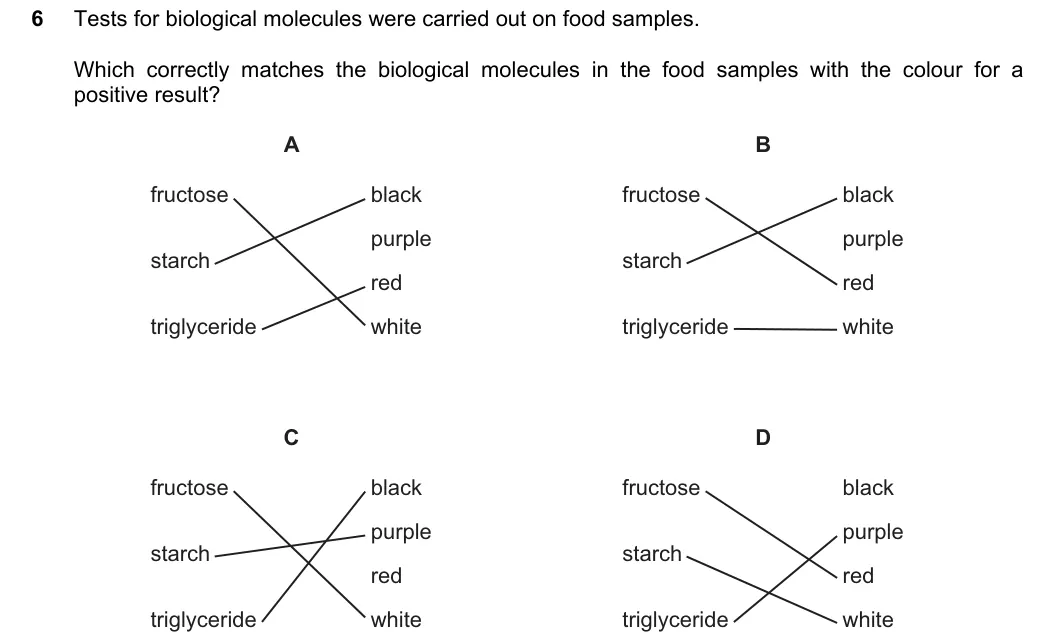 6 Tests for biological molecules were carried out on food samples.
Which correctly matches the biological molecules in the food samples with the colour for a
positive result?
A
fructose
starch
triglyceride
black
purple
red
white
B
fructose
starch
triglyceride
black
purple
red
white
C
fructose
starch
triglyceride
black
purple
red
white
D
fructose
starch
triglyceride
black
purple
red
white